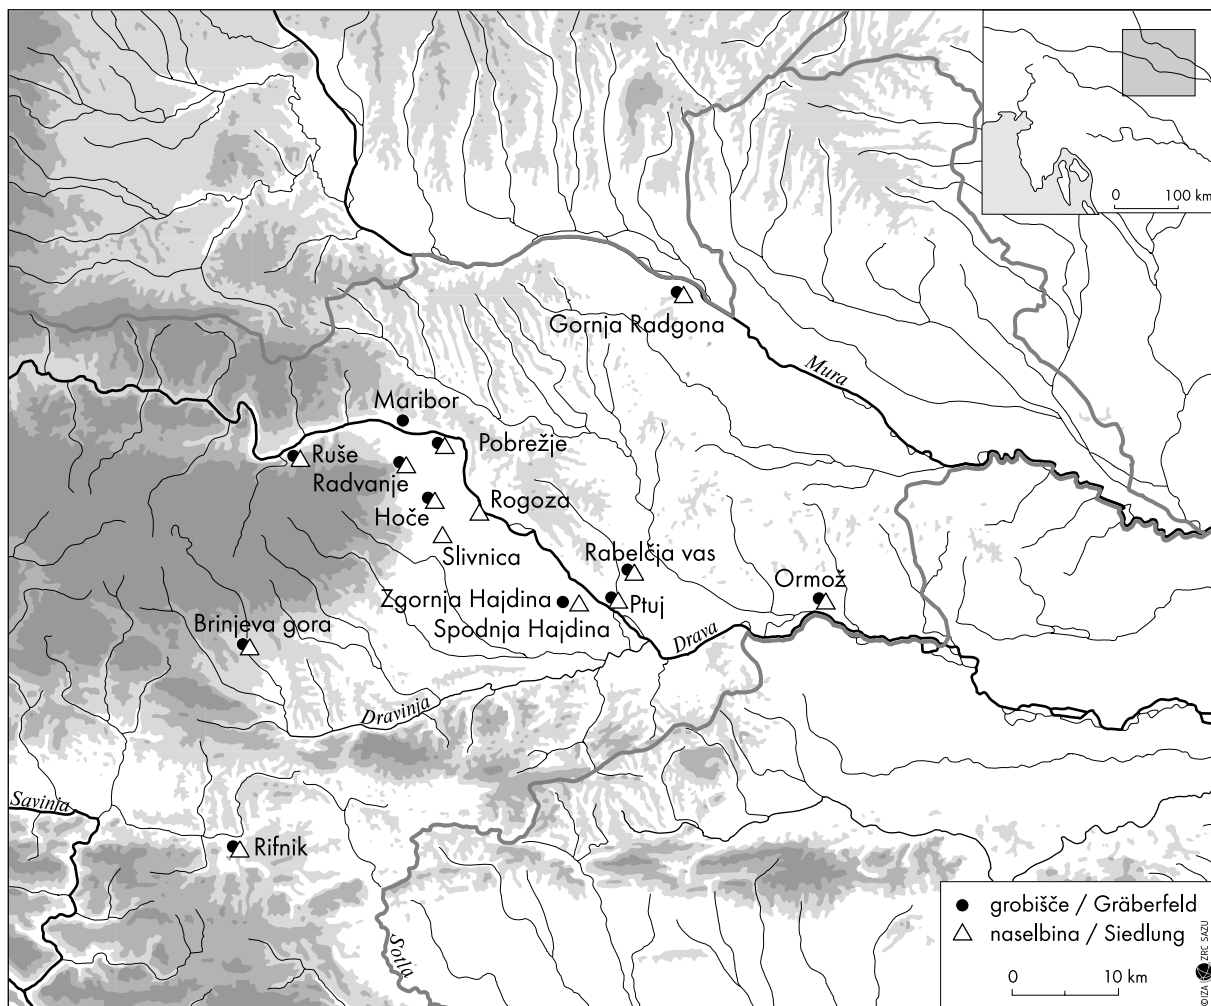 0 100 km
Gornja Radgona
Mura
Maribor
Pobrežje
Ruše
Radvanje
Rogoza
Hoče
Slivnica
Rabelčja vas
Ormož
Zgornja Hajdina
Ptuj
Spodnja Hajdina
Brinjeva gora
Drava
Dravinja
Savinja
Rifnik
Sotla
grobišče / Gräberfeld
naselbina / Siedlung
0 10 km
©IZA ZRC SAZU